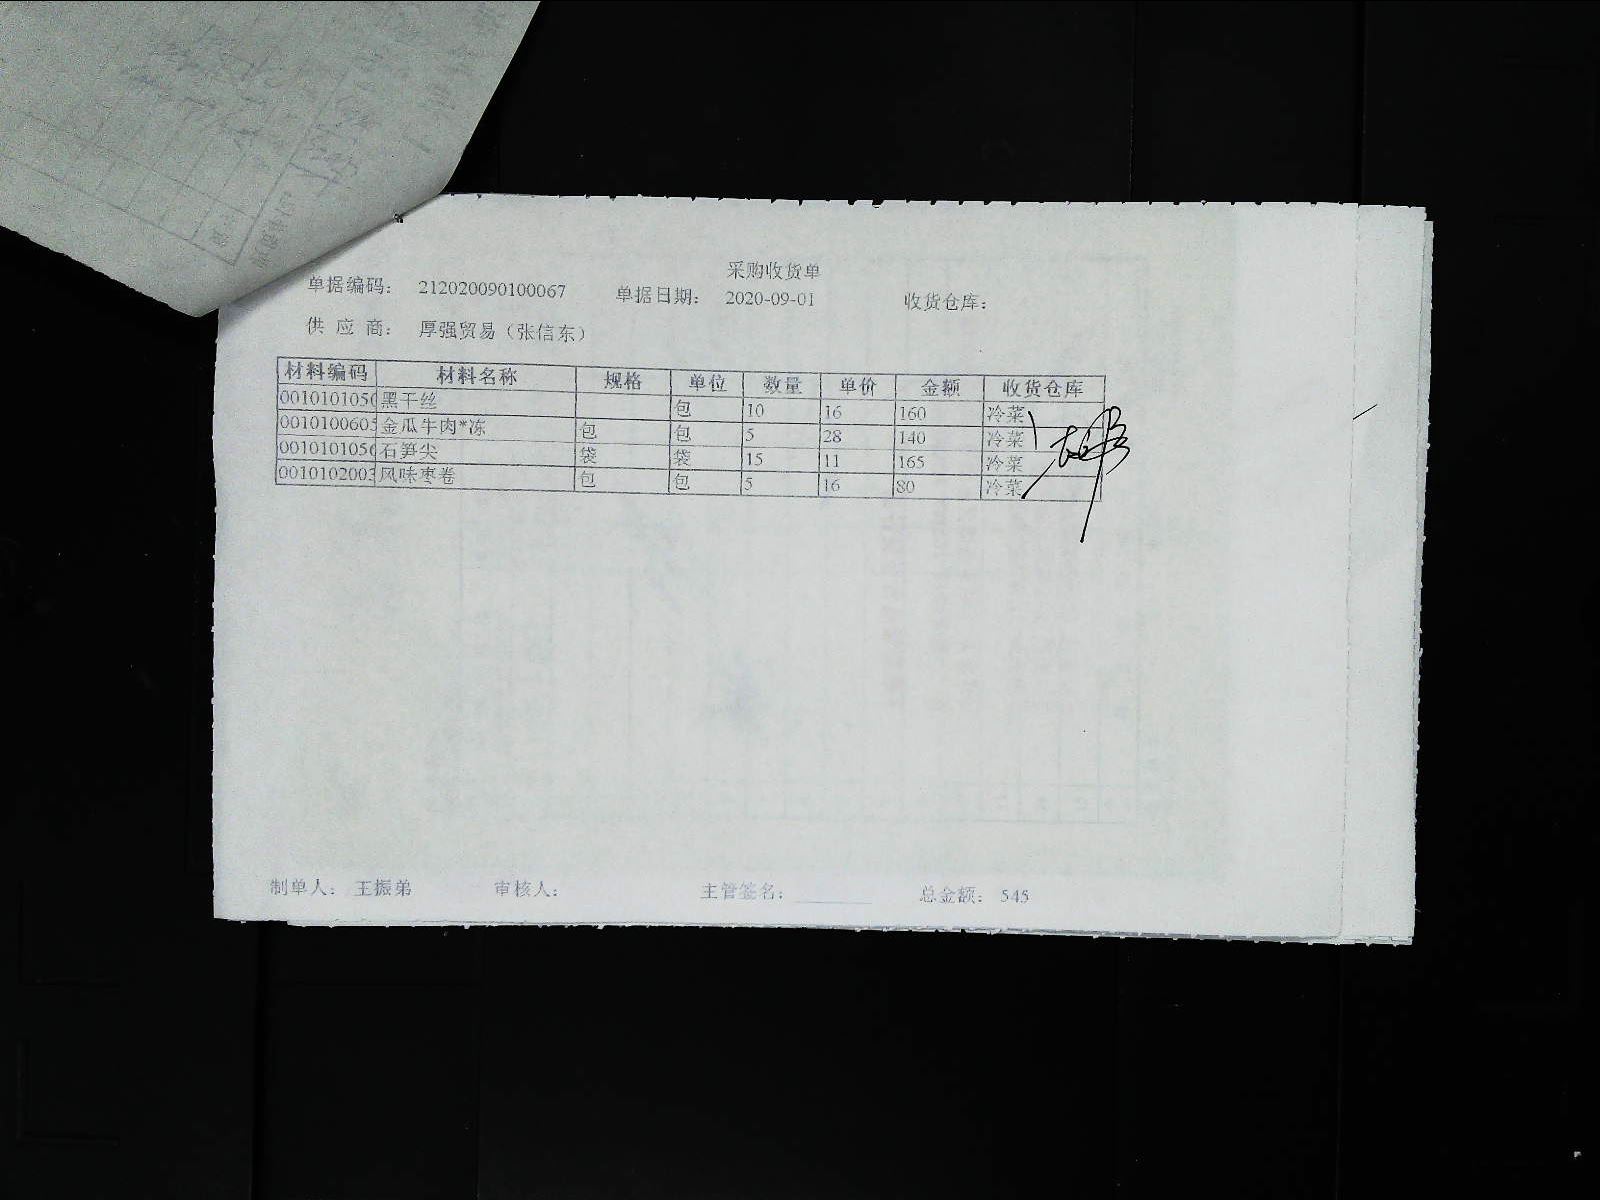 采购收货单
单据编码： 212020090100067 单据日期： 2020-09-01 收货仓库：
供 应 商： 厚强贸易（张信东）
材料编码 材料名称 规格 单位 数量 单价 金额 收货仓库
001010105 黑干丝 包 10 16 160 冷菜
001010060 金瓜牛肉*冻 包 包 5 28 140 冷菜
001010105 石笋尖 袋 袋 15 11 165 冷菜
001010200 风味枣卷 包 包 5 16 80 冷菜
制单人： 王振弟 审核人： 主管签名： 总金额： 545